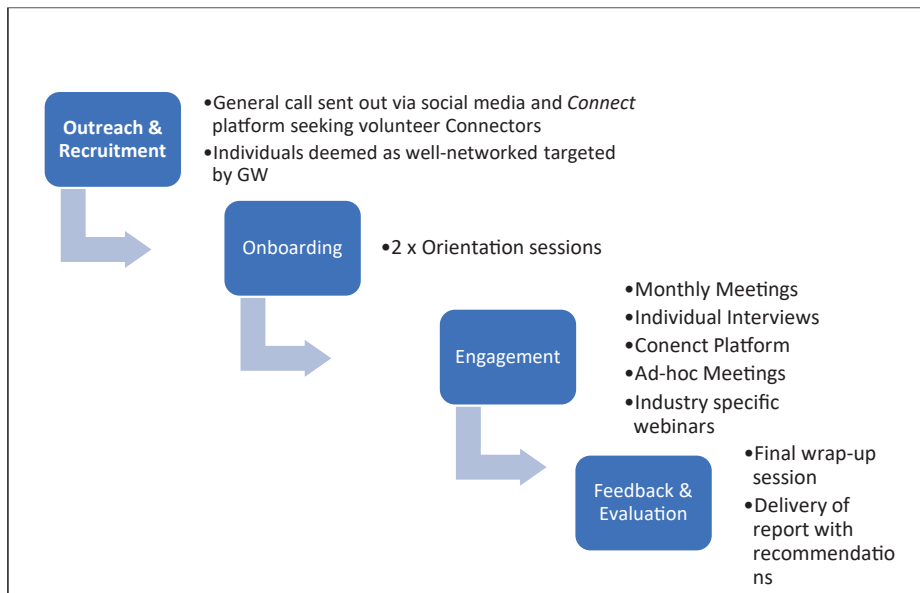 Outreach &
Recruitment
•General call sent out via social media and Connect
platform seeking volunteer Connectors
•Individuals deemed as well-networked targeted
by GW
Onboarding
•2 x Orientation sessions
Engagement
•Monthly Meetings
•Individual Interviews
•Conenct Platform
•Ad-hoc Meetings
•Industry specific
webinars
Feedback &
Evaluation
•Final wrap-up
session
•Delivery of
report with
recommendatio
ns